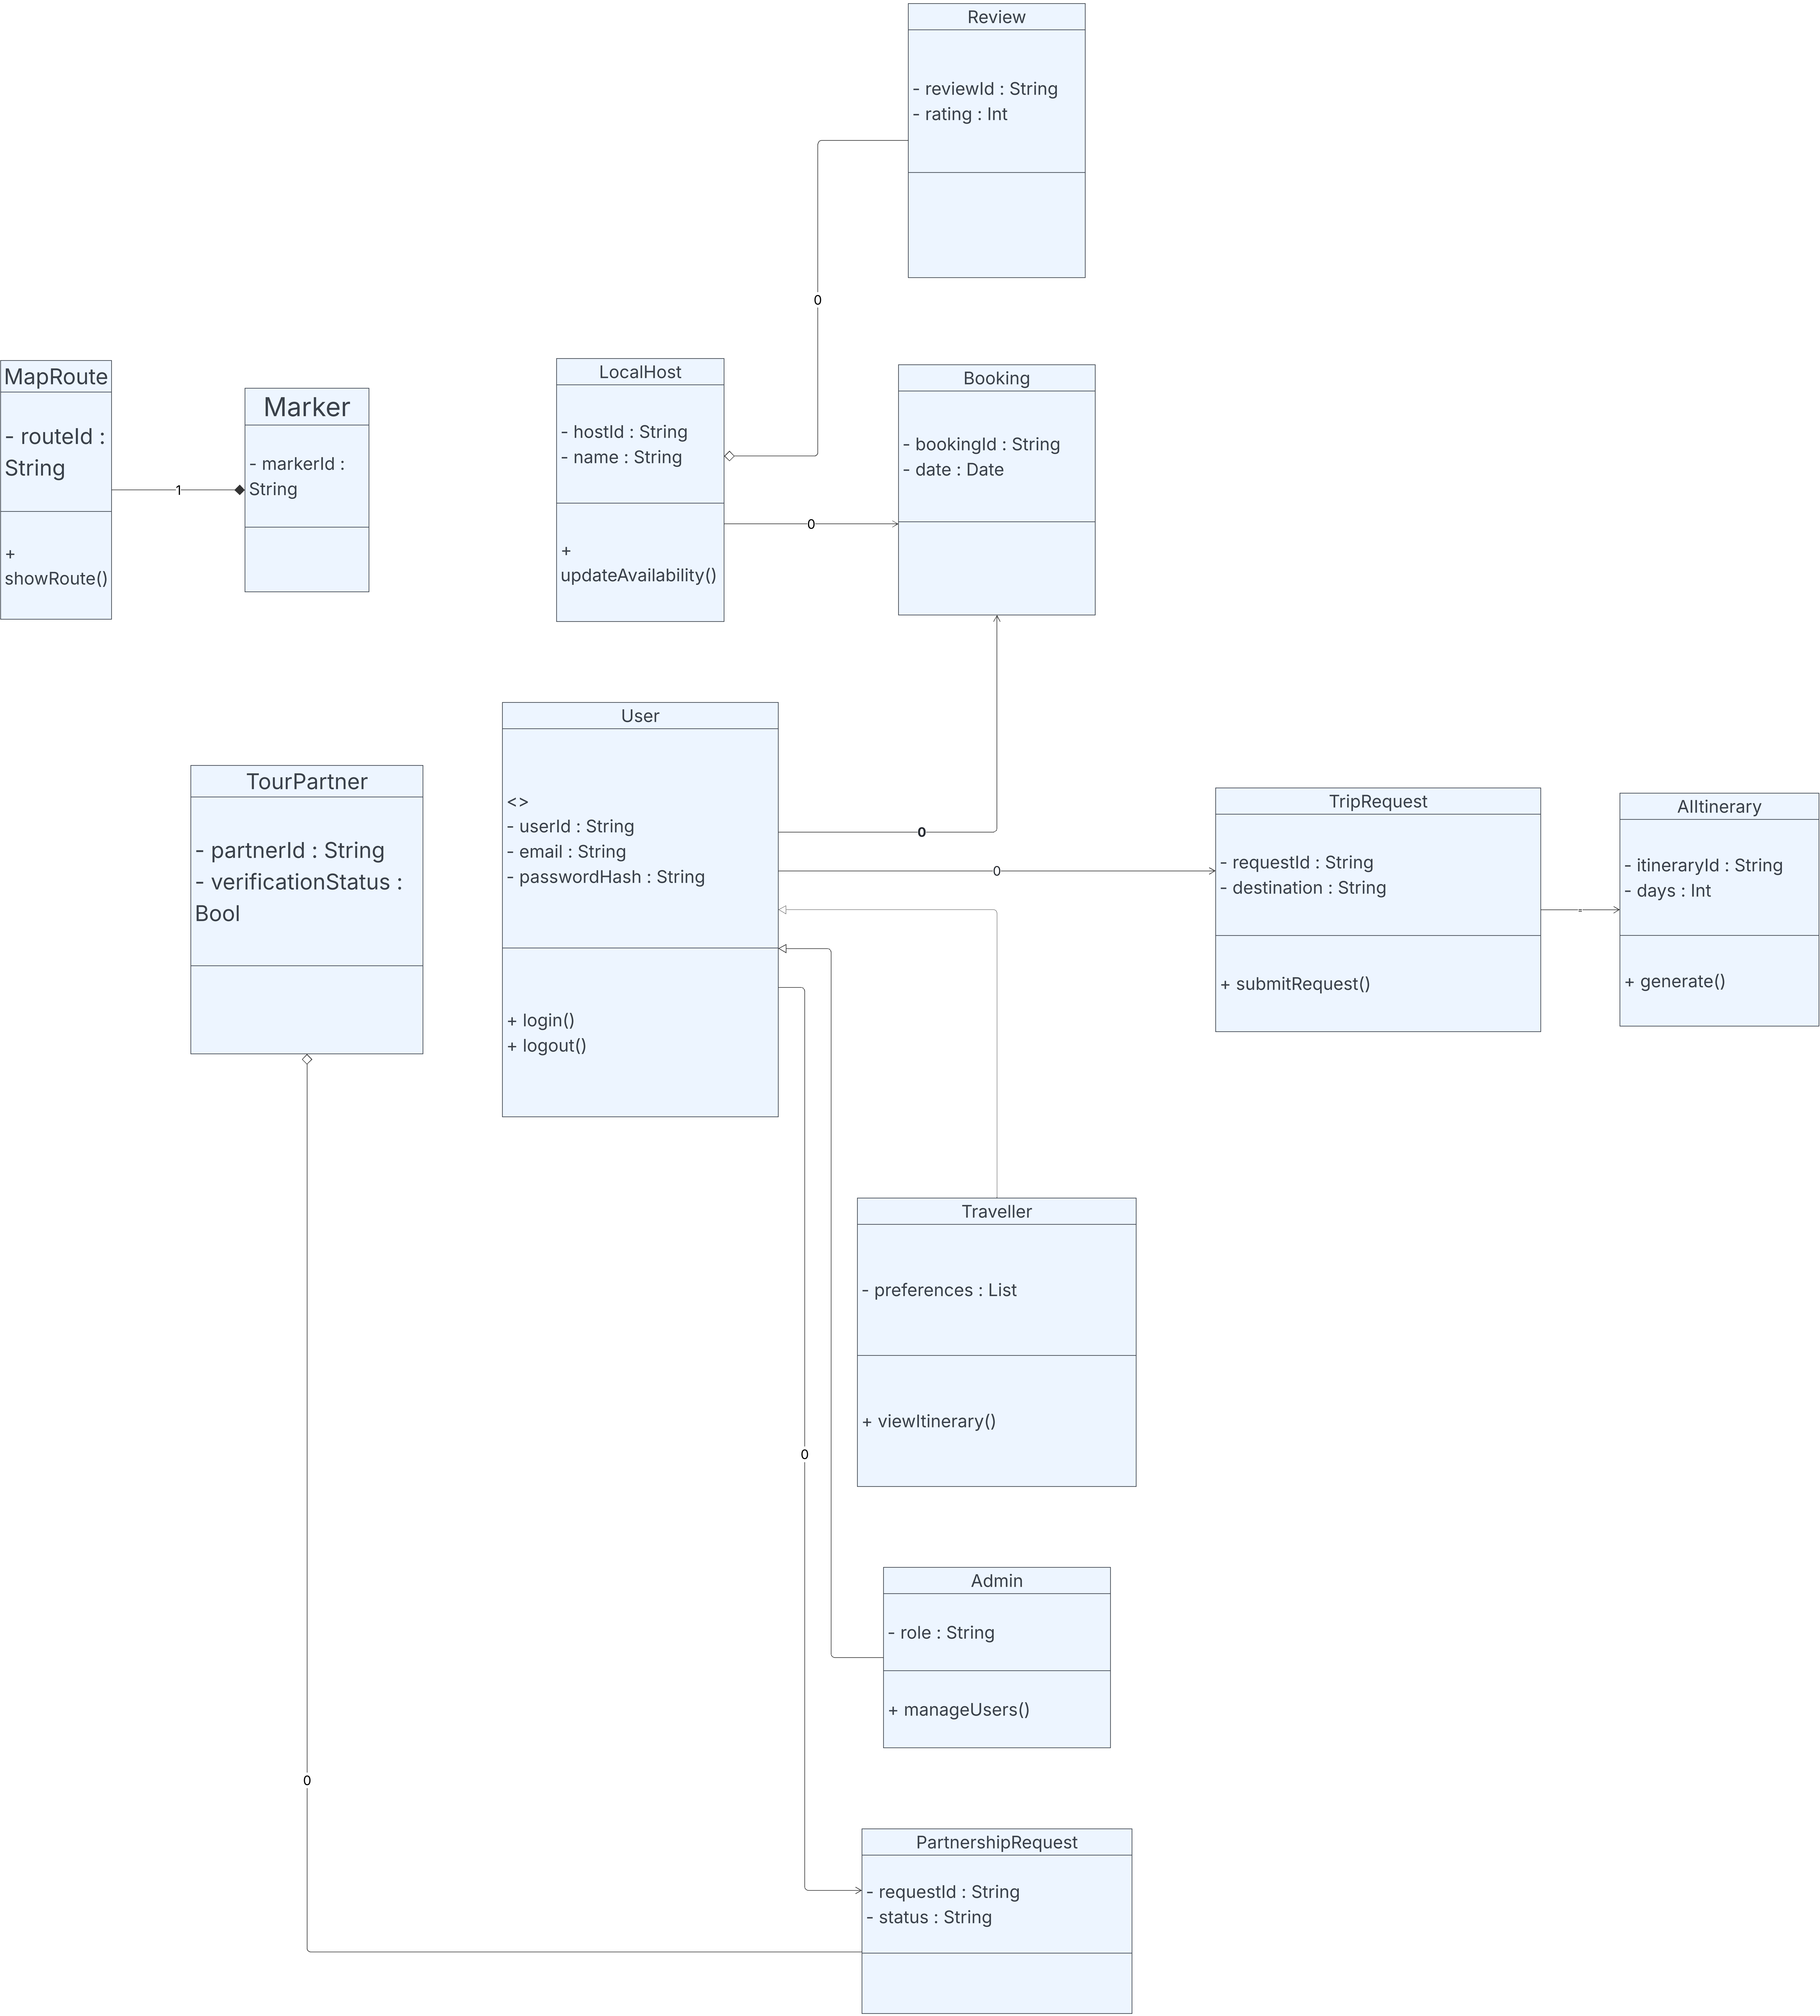 Review
- reviewId : String
- rating : Int
0
MapRoute
- routeId :
String
+
showRoute()
1
Marker
- markerId :
String
LocalHost
- hostId : String
- name : String
+
updateAvailability()
0
Booking
- bookingId : String
- date : Date
User
<>
- userId : String
- email : String
- passwordHash : String
+ login()
+ logout()
0
0
TourPartner
- partnerId : String
- verificationStatus :
Bool
TripRequest
- requestId : String
- destination : String
+ submitRequest()
AIItinerary
- itineraryId : String
- days : Int
+ generate()
Traveller
- preferences : List
+ viewItinerary()
0
Admin
- role : String
+ manageUsers()
0
PartnershipRequest
- requestId : String
- status : String